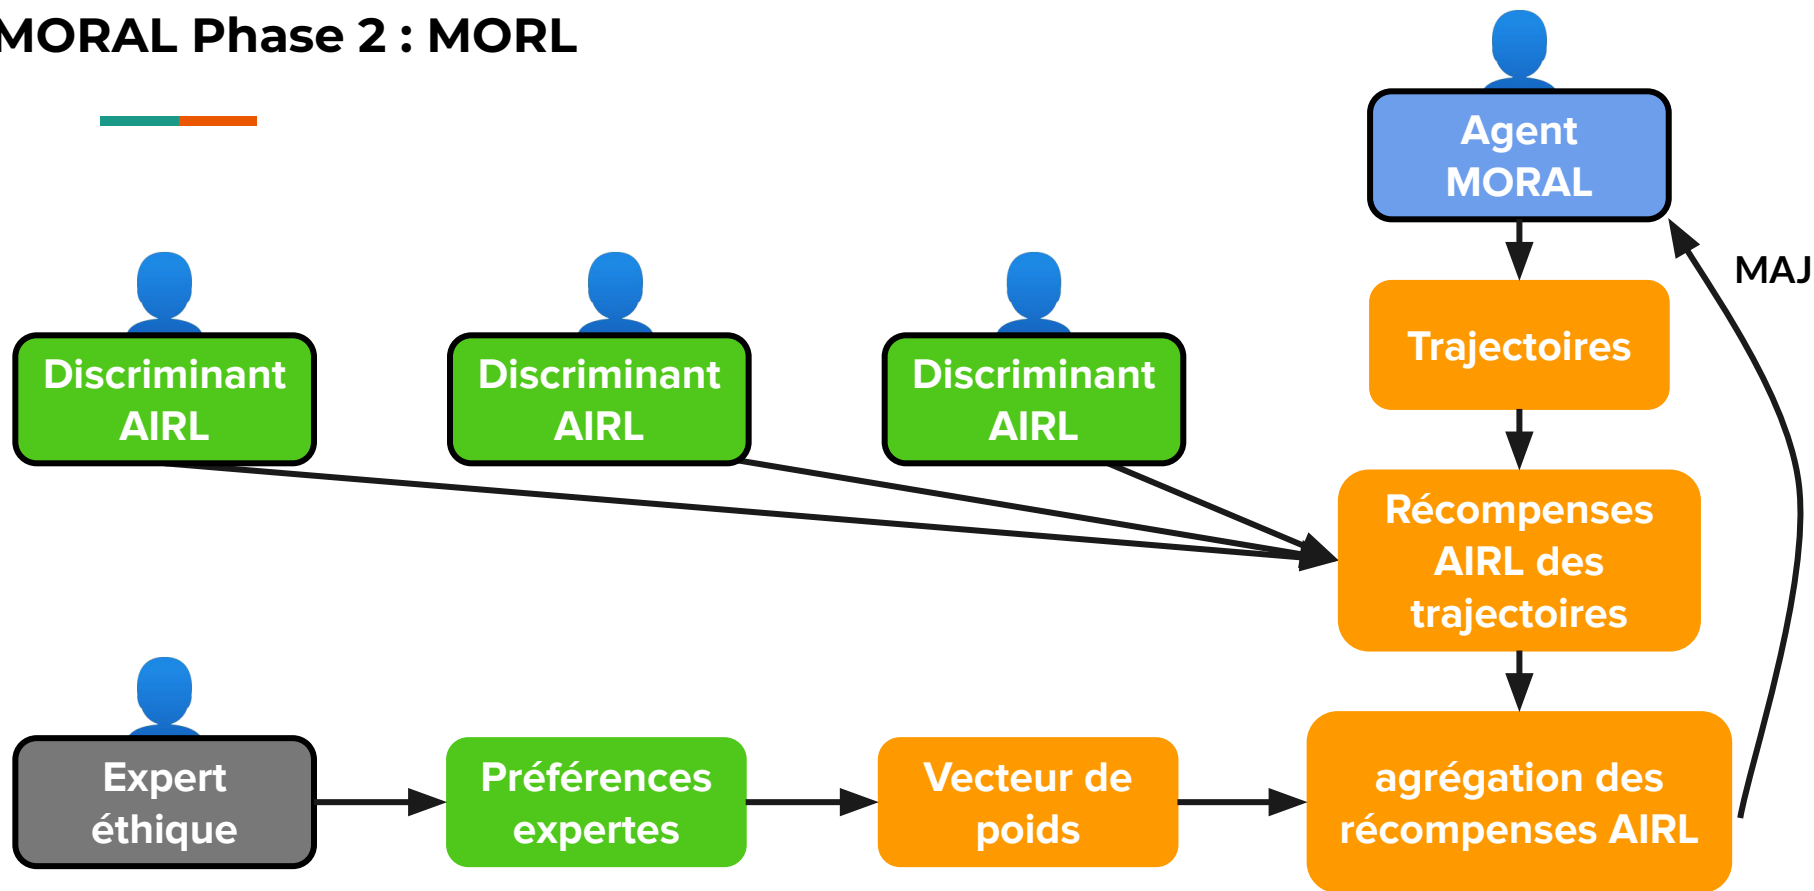 MORAL Phase 2 : MORL
Agent
MORAL
MAJ
Trajectoires
Discriminant
AIRL
Discriminant
AIRL
Discriminant
AIRL
Récompenses
AIRL des
trajectoires
Expert
éthique
Préférences
expertes
Vecteur de
poids
agrégation des
récompenses AIRL